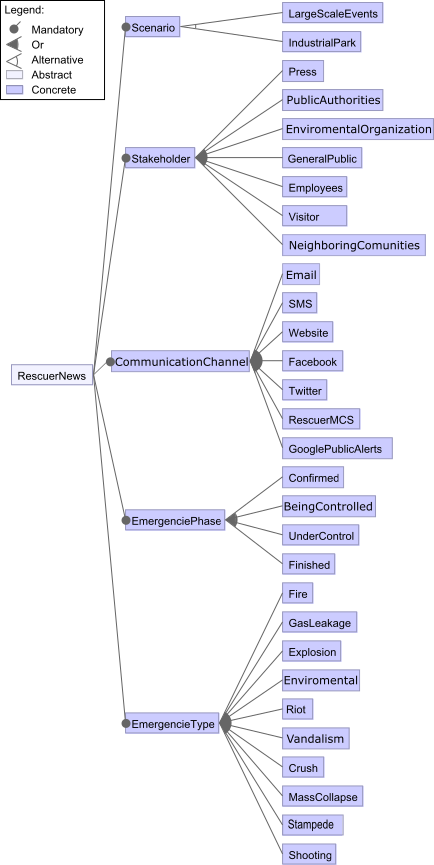 Legend:
Mandatory
Or
Alternative
Abstract
Concrete
RescuerNews
Scenario
LargeScaleEvents
IndustrialPark
Stakeholder
Press
PublicAuthorities
EnviromentalOrganization
GeneralPublic
Employees
Visitor
NeighboringComunities
CommunicationChannel
Email
SMS
Website
Facebook
Twitter
RescuerMCS
GooglePublicAlerts
EmergenciePhase
Confirmed
BeingControlled
UnderControl
Finished
EmergencieType
Fire
GasLeakage
Explosion
Enviromental
Riot
Vandalism
Crush
MassCollapse
Stampede
Shooting